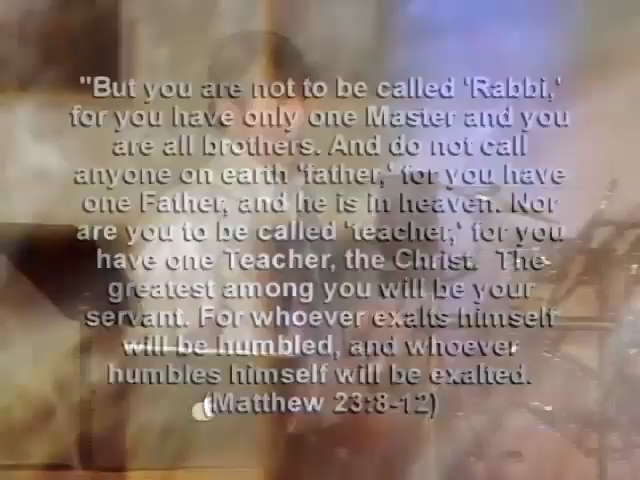 "But you are not to be called 'Rabbi,'
for you have only one Master and you
are all brothers. And do not call
anyone on earth 'father,' for you have
one Father, and he is in heaven. Nor
are you to be called 'teacher,' for you
have one Teacher, the Christ. The
greatest among you will be your
servant. For whoever exalts himself
will be humbled, and whoever
humbles himself will be exalted.
(Matthew 23:8-12)